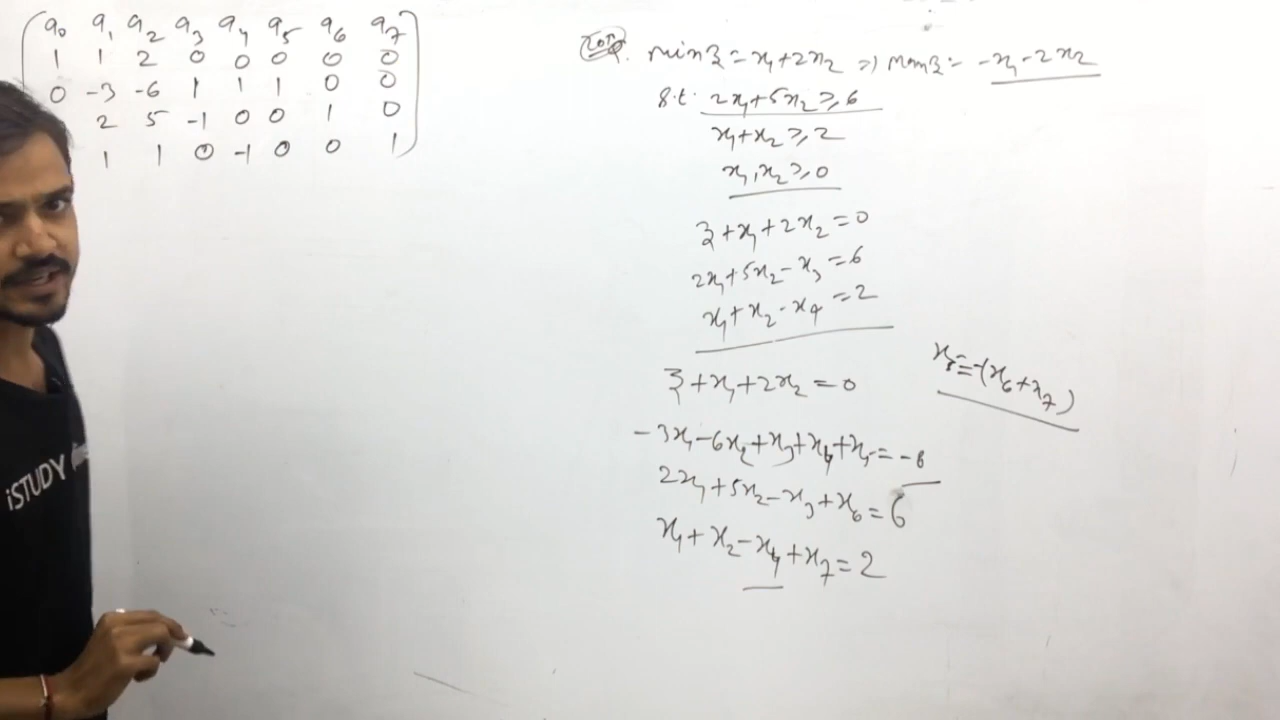 a₀ a₁ a₂ a₃ a₄ a₅ a₆ a₇
1 1 2 0 0 0 0 0
0 -3 -6 1 1 1 0 0
2 5 -1 0 0 1 0
1 1 0 -1 0 0 1
min z = x₁+2x₂ => Max z = -x₁-2x₂
s.t. 2x₁+5x₂ ≥ 6
x₁+x₂ ≥ 2
x₁, x₂ ≥ 0
z+x₁+2x₂ = 0
2x₁+5x₂-x₃ = 6
x₁+x₂-x₄ = 2
z+x₁+2x₂ = 0
x₅ = -(x₆+x₇)
-3x₁-6x₂+x₃+x₄+x₅ = -8
2x₁+5x₂-x₃+x₆ = 6
x₁+x₂-x₄+x₇ = 2
iSTUDY